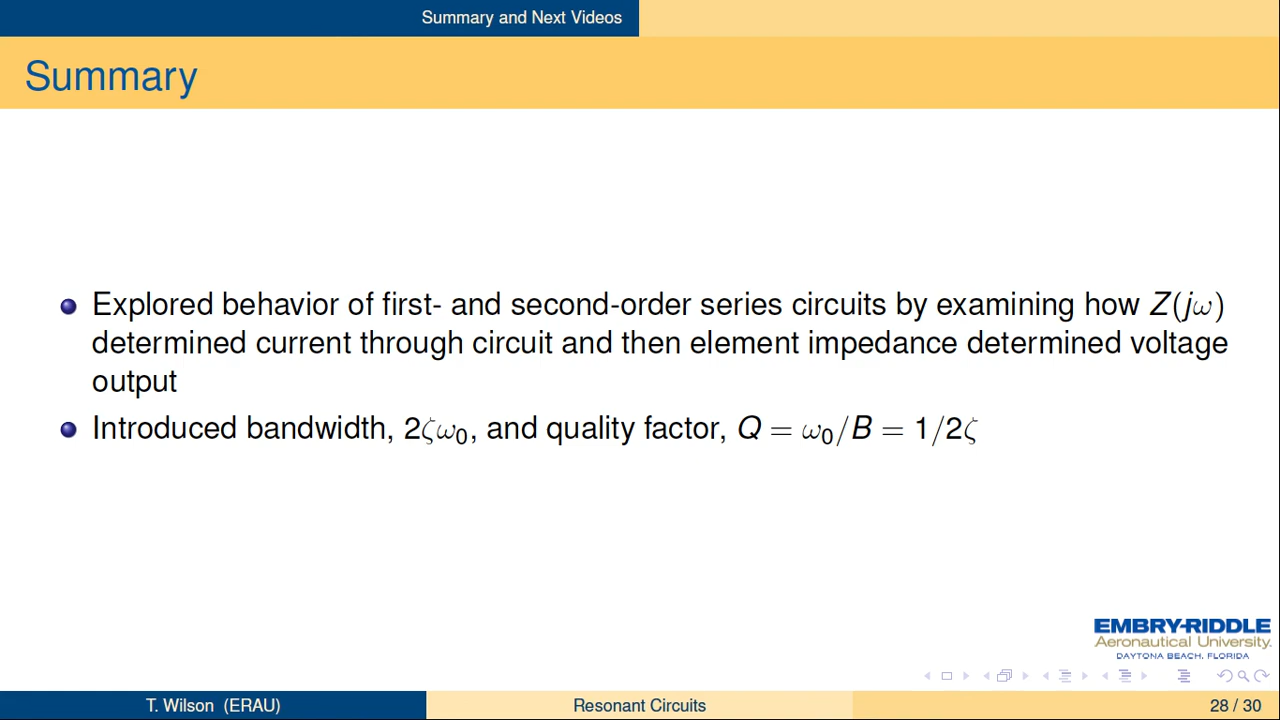 Summary and Next Videos
Summary
Explored behavior of first- and second-order series circuits by examining how Z(jω)
determined current through circuit and then element impedance determined voltage
output
Introduced bandwidth, 2ζω₀, and quality factor, Q = ω₀/B = 1/2ζ
EMBRY-RIDDLE
Aeronautical University.
DAYTONA BEACH, FLORIDA
T. Wilson (ERAU)
Resonant Circuits
28 / 30